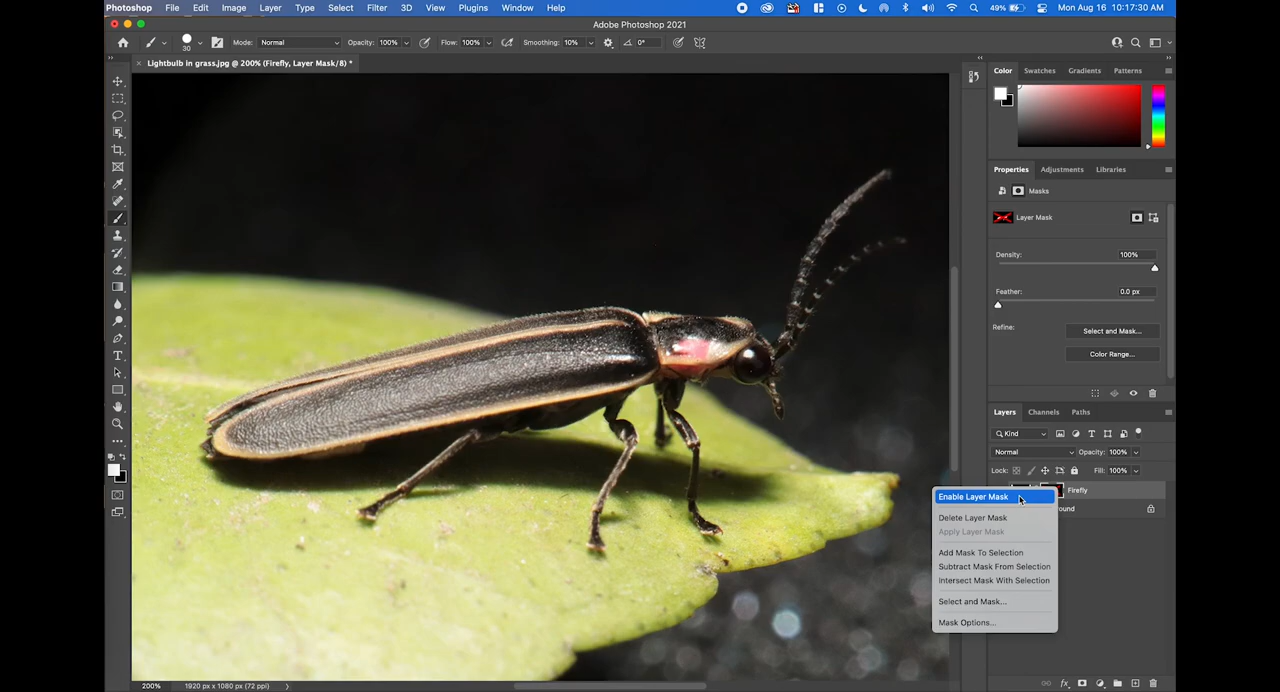 Photoshop File Edit Image Layer Type Select Filter 3D View Plugins Window Help 49% Mon Aug 16 10:17:30 AM
Adobe Photoshop 2021
30 Mode: Normal Opacity: 100% Flow: 100% Smoothing: 10% 0°
Lightbulb in grass.jpg @ 200% (Firefly, Layer Mask/8) *
Color Swatches Gradients Patterns
Properties Adjustments Libraries
Masks
Layer Mask
Density: 100%
Feather: 0.0 px
Refine: Select and Mask...
Color Range...
Layers Channels Paths
Kind
Normal Opacity: 100%
Lock: Fill: 100%
Firefly
ound
Enable Layer Mask
Delete Layer Mask
Apply Layer Mask
Add Mask To Selection
Subtract Mask From Selection
Intersect Mask With Selection
Select and Mask...
Mask Options...
200% 1920 px x 1080 px (72 ppi)